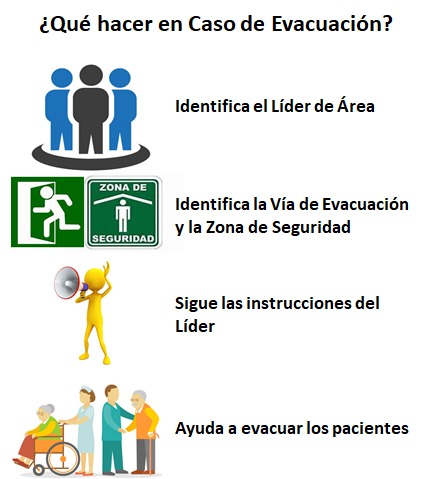 ¿Qué hacer en Caso de Evacuación?
Identifica el Líder de Área
ZONA DE
SEGURIDAD
Identifica la Vía de Evacuación
y la Zona de Seguridad
Sigue las instrucciones del
Líder
Ayuda a evacuar los pacientes